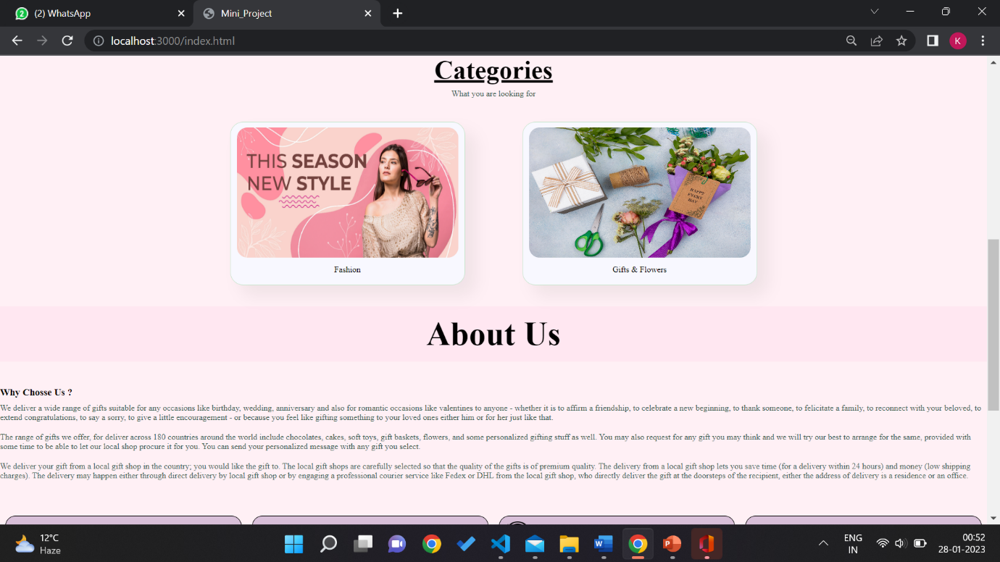 (2) WhatsApp
Mini_Project
localhost:3000/index.html
K
Categories
What you are looking for
THIS SEASON
NEW STYLE
HAPPY
EVERY
DAY
Fashion
Gifts & Flowers
About Us
Why Chosse Us ?
We deliver a wide range of gifts suitable for any occasions like birthday, wedding, anniversary and also for romantic occasions like valentines to anyone - whether it is to affirm a friendship, to celebrate a new beginning, to thank someone, to felicitate a family, to reconnect with your beloved, to
extend congratulations, to say a sorry, to give a little encouragement - or because you feel like gifting something to your loved ones either him or for her just like that.
The range of gifts we offer, for deliver across 180 countries around the world include chocolates, cakes, soft toys, gift baskets, flowers, and some personalized gifting stuff as well. You may also request for any gift you may think and we will try our best to arrange for the same, provided with
some time to be able to let our local shop procure it for you. You can send your personalized message with any gift you select.
We deliver your gift from a local gift shop in the country; you would like the gift to. The local gift shops are carefully selected so that the quality of the gifts is of premium quality. The delivery from a local gift shop lets you save time (for a delivery within 24 hours) and money (low shipping
charges). The delivery may happen either through direct delivery by local gift shop or by engaging a professional courier service like Fedex or DHL from the local gift shop, who directly deliver the gift at the doorsteps of the recipient, either the address of delivery is a residence or an office.
12°C
Haze
ENG
IN
00:52
28-01-2023